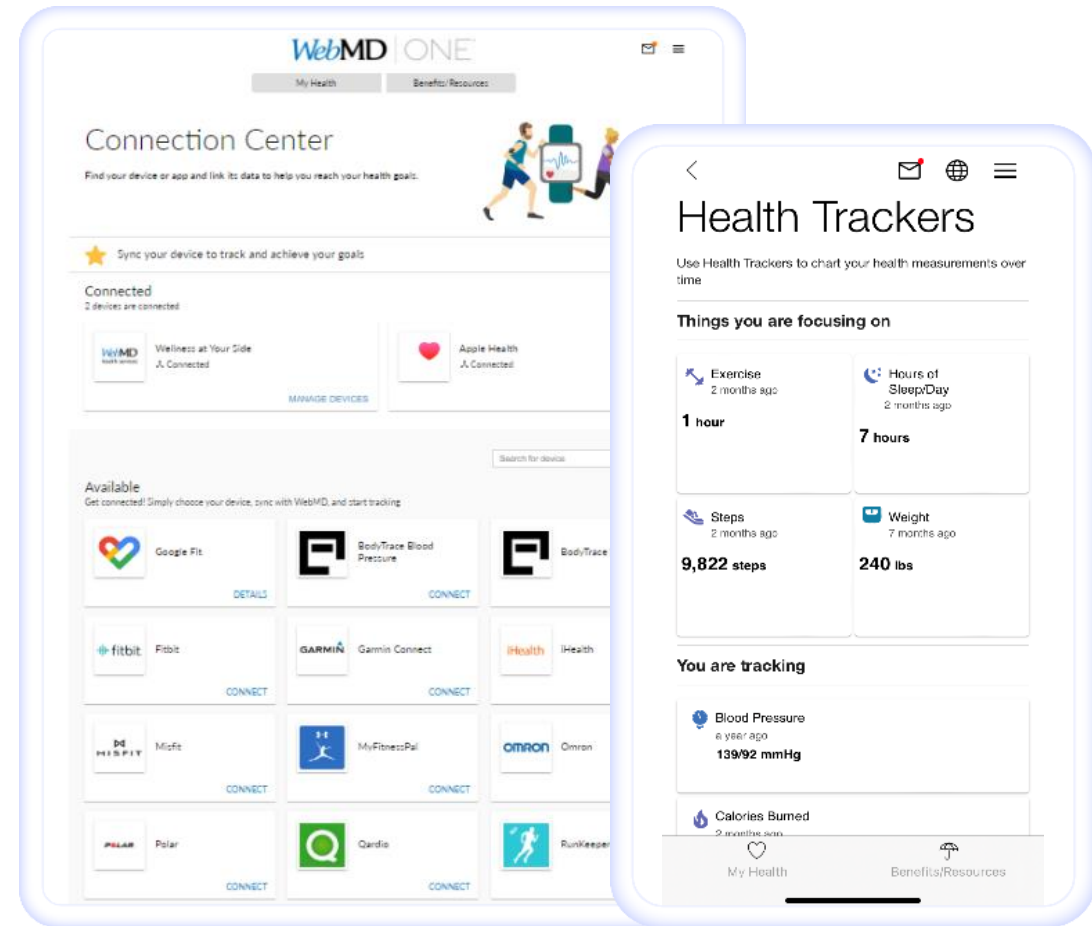 WebMD ONE
My Health
Benefits/Resources
Connection Center
Find your device or app and link its data to help you reach your health goals.
Sync your device to track and achieve your goals
Connected
2 devices are connected
WebMD
health services
Wellness at Your Side
Connected
MANAGE DEVICES
Apple Health
Connected
Search for device
Available
Get connected! Simply choose your device, sync with WebMD, and start tracking
Google Fit
DETAILS
BodyTrace Blood
Pressure
CONNECT
BodyTrace
fitbit
Fitbit
CONNECT
GARMIN
Garmin Connect
CONNECT
iHealth
iHealth
MISFIT
Misfit
CONNECT
MyFitnessPal
CONNECT
OMRON
Omron
POLAR
Polar
CONNECT
Qardio
CONNECT
RunKeeper
Health Trackers
Use Health Trackers to chart your health measurements over
time
Things you are focusing on
Exercise
2 months ago
1 hour
Hours of
Sleep/Day
2 months ago
7 hours
Steps
2 months ago
9,822 steps
Weight
7 months ago
240 lbs
You are tracking
Blood Pressure
a year ago
139/92 mmHg
Calories Burned
2 months ago
My Health
Benefits/Resources